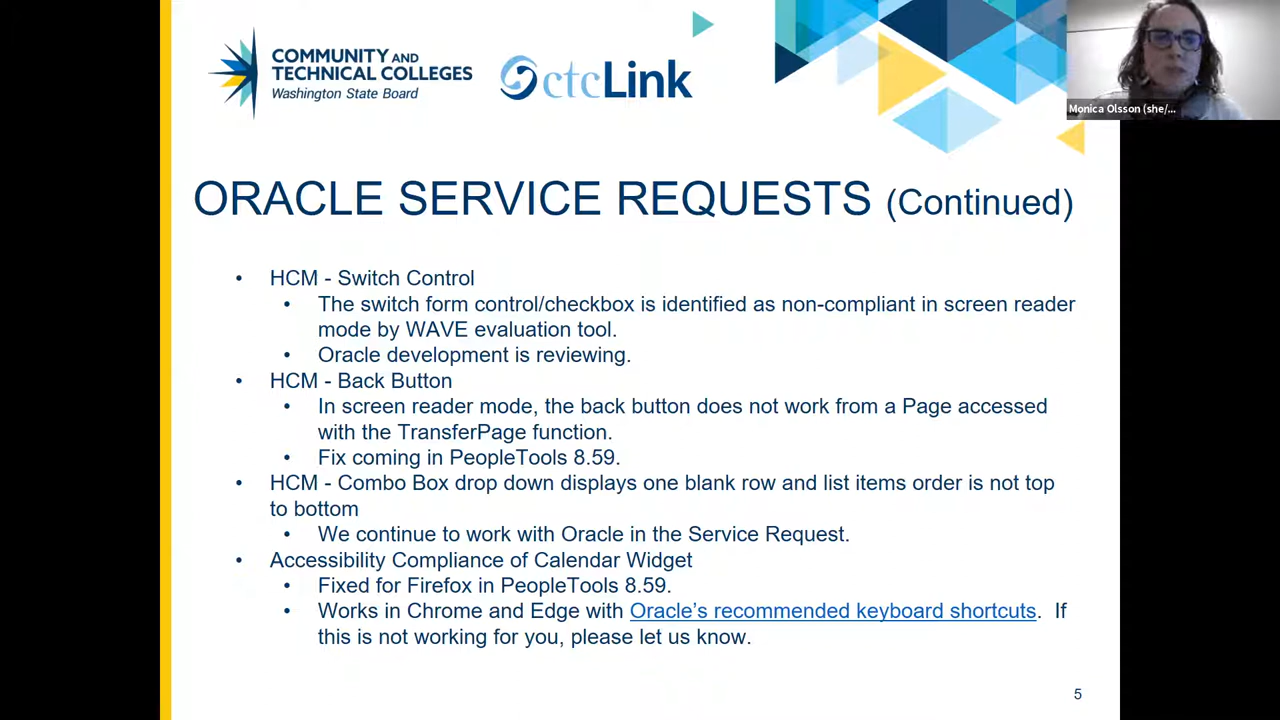 COMMUNITY AND
TECHNICAL COLLEGES
Washington State Board
ctcLink
Monica Olsson (she/...
ORACLE SERVICE REQUESTS (Continued)
• HCM - Switch Control
• The switch form control/checkbox is identified as non-compliant in screen reader
mode by WAVE evaluation tool.
• Oracle development is reviewing.
• HCM - Back Button
• In screen reader mode, the back button does not work from a Page accessed
with the TransferPage function.
• Fix coming in PeopleTools 8.59.
• HCM - Combo Box drop down displays one blank row and list items order is not top
to bottom
• We continue to work with Oracle in the Service Request.
• Accessibility Compliance of Calendar Widget
• Fixed for Firefox in PeopleTools 8.59.
• Works in Chrome and Edge with Oracle’s recommended keyboard shortcuts. If
this is not working for you, please let us know.
5